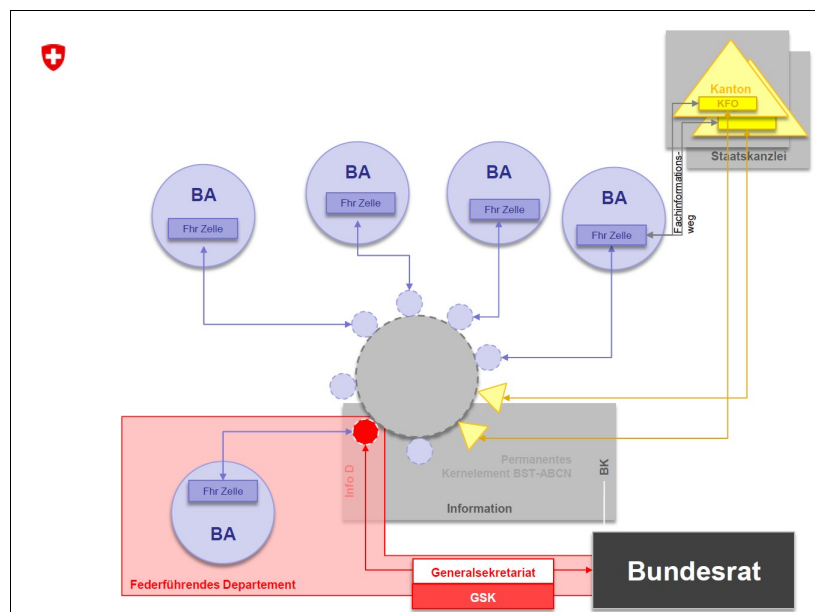 Kanton
KFO
Staatskanzlei
Fachinformations-
weg
BA
Fhr Zelle
BA
Fhr Zelle
BA
Fhr Zelle
BA
Fhr Zelle
Permanentes
Kernelement BST-ABCN
BK
Info D
Information
Fhr Zelle
BA
Federführendes Departement
Generalsekretariat
GSK
Bundesrat